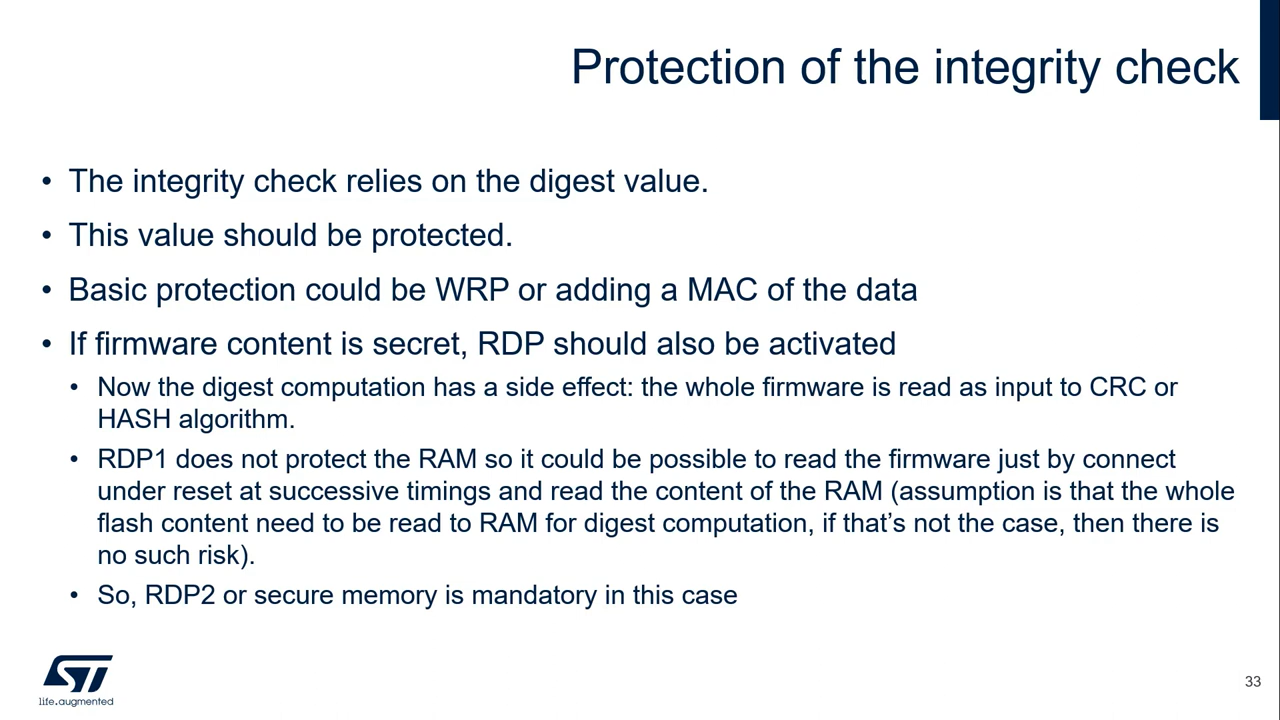 Protection of the integrity check
• The integrity check relies on the digest value.
• This value should be protected.
• Basic protection could be WRP or adding a MAC of the data
• If firmware content is secret, RDP should also be activated
• Now the digest computation has a side effect: the whole firmware is read as input to CRC or
HASH algorithm.
• RDP1 does not protect the RAM so it could be possible to read the firmware just by connect
under reset at successive timings and read the content of the RAM (assumption is that the whole
flash content need to be read to RAM for digest computation, if that’s not the case, then there is
no such risk).
• So, RDP2 or secure memory is mandatory in this case
ST
life.augmented
33